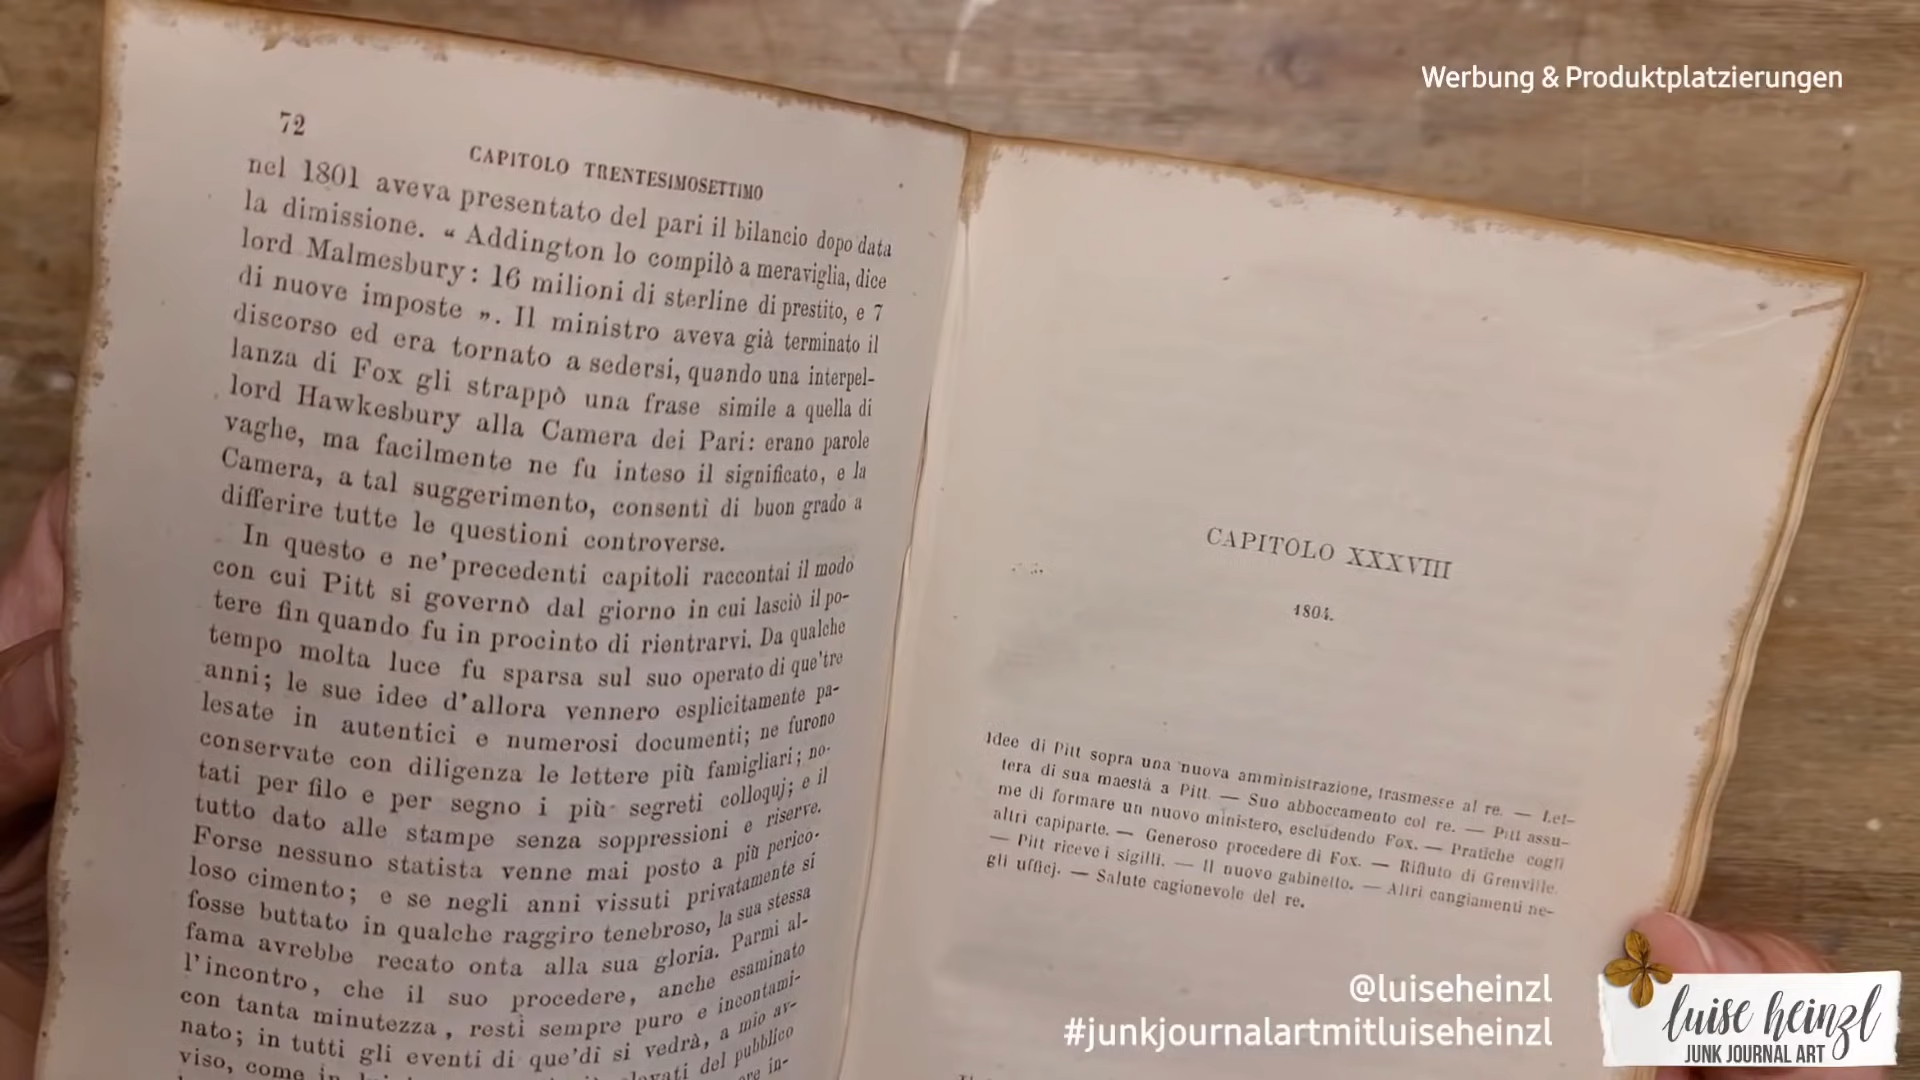 Werbung & Produktplatzierungen
72
CAPITOLO TRENTESIMOSETTIMO
nel 1801 aveva presentato del pari il bilancio dopo data
la dimissione. “ Addington lo compilò a meraviglia, dice
lord Malmesbury: 16 milioni di sterline di prestito, e 7
di nuove imposte ”. Il ministro aveva già terminato il
discorso ed era tornato a sedersi, quando una interpel-
lanza di Fox gli strappò una frase simile a quella di
lord Hawkesbury alla Camera dei Pari: erano parole
vaghe, ma facilmente ne fu inteso il significato, e la
Camera, a tal suggerimento, consentì di buon grado a
differire tutte le questioni controverse.
In questo e ne'precedenti capitoli raccontai il modo
con cui Pitt si governò dal giorno in cui lasciò il po-
tere fin quando fu in procinto di rientrarvi. Da qualche
tempo molta luce fu sparsa sul suo operato di que'tre
anni; le sue idee d'allora vennero esplicitamente pa-
lesate in autentici e numerosi documenti; ne furono
conservate con diligenza le lettere più famigliari; no-
tati per filo e per segno i più segreti colloquj; e il
tutto dato alle stampe senza soppressioni e riserve.
Forse nessuno statista venne mai posto a più perico-
loso cimento; e se negli anni vissuti privatamente si
fosse buttato in qualche raggiro tenebroso, la sua stessa
fama avrebbe recato onta alla sua gloria. Parmi al-
l'incontro, che il suo procedere, anche esaminato
con tanta minutezza, resti sempre puro e incontami-
nato; in tutti gli eventi di que'dì si vedrà, a mio av-
viso, come in del pubblico
in-
CAPITOLO XXXVIII
1804.
Idee di Pitt sopra una nuova amministrazione, trasmesse al re. — Let-
tera di sua maestà a Pitt. — Suo abboccamento col re. — Pitt assu-
me di formare un nuovo ministero, escludendo Fox. — Pratiche cogli
altri capiparte. — Generoso procedere di Fox. — Rifiuto di Grenville.
— Pitt riceve i sigilli. — Il nuovo gabinetto. — Altri cangiamenti ne-
gli ufficj. — Salute cagionevole del re.
@luiseheinzl
#junkjournalartmitluiseheinzl
luise heinzl
JUNK JOURNAL ART